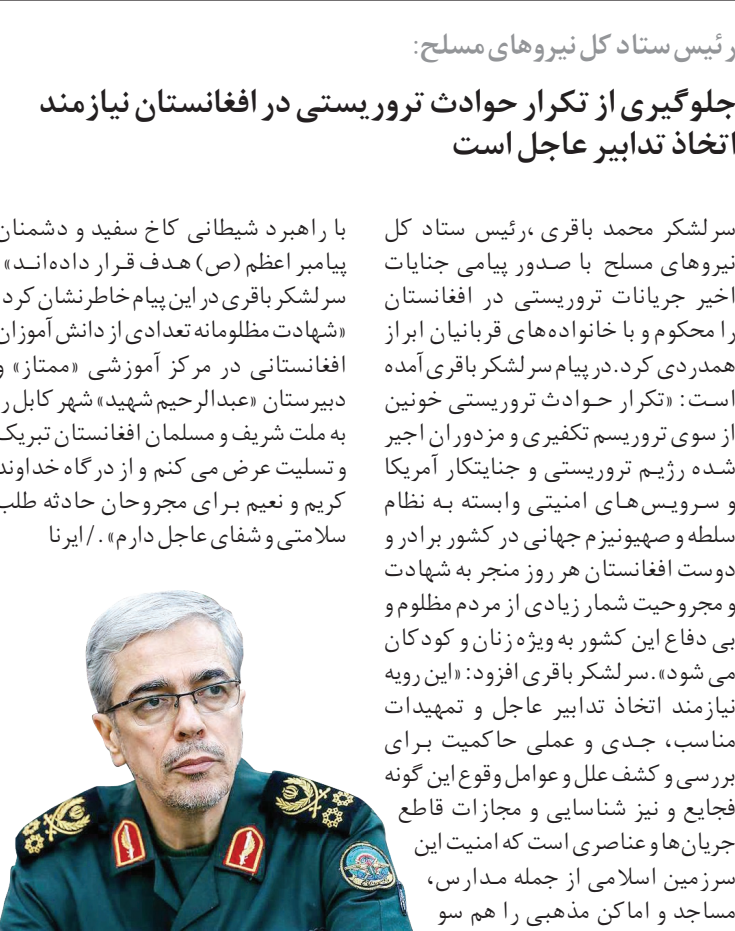 رئیس ستاد کل نیروهای مسلح:
جلوگیری از تکرار حوادث تروریستی در افغانستان نیازمند
اتخاذ تدابیر عاجل است
سرلشکر محمد باقری ،رئیس ستاد کل
نیروهای مسلح با صدور پیامی جنایات
اخیر جریانات تروریستی در افغانستان
را محکوم و با خانواده‌های قربانیان ابراز
همدردی کرد.در پیام سرلشکر باقری آمده
است: «تکرار حوادث تروریستی خونین
از سوی تروریسم تکفیری و مزدوران اجیر
شده رژیم تروریستی و جنایتکار آمریکا
و سرویس‌های امنیتی وابسته به نظام
سلطه و صهیونیزم جهانی در کشور برادر و
دوست افغانستان هر روز منجر به شهادت
و مجروحیت شمار زیادی از مردم مظلوم و
بی دفاع این کشور به ویژه زنان و کودکان
می شود».سرلشکر باقری افزود: «این رویه
نیازمند اتخاذ تدابیر عاجل و تمهیدات
مناسب، جدی و عملی حاکمیت برای
بررسی و کشف علل و عوامل وقوع این گونه
فجایع و نیز شناسایی و مجازات قاطع
جریان‌ها و عناصری است که امنیت این
سرزمین اسلامی از جمله مدارس،
مساجد و اماکن مذهبی را هم سو
با راهبرد شیطانی کاخ سفید و دشمنان
پیامبر اعظم (ص) هدف قرار داده‌اند»
سرلشکر باقری در این پیام خاطرنشان کرد
«شهادت مظلومانه تعدادی از دانش آموزان
افغانستانی در مرکز آموزشی «ممتاز» و
دبیرستان «عبدالرحیم شهید» شهر کابل ر
به ملت شریف و مسلمان افغانستان تبریک
و تسلیت عرض می کنم و از درگاه خداوند
کریم و نعیم برای مجروحان حادثه طلب
سلامتی و شفای عاجل دارم»./ایرنا